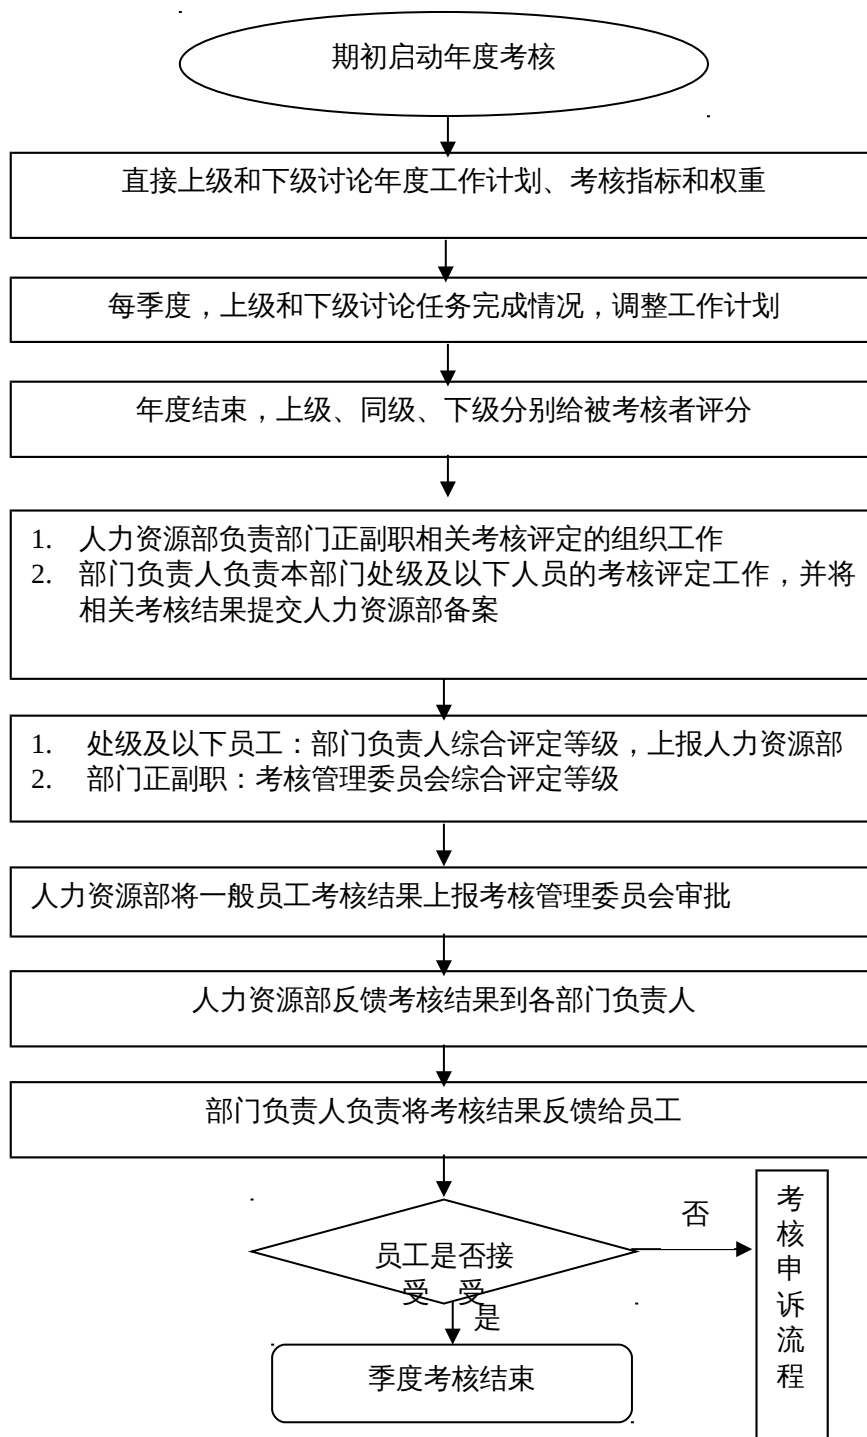 期初启动年度考核
直接上级和下级讨论年度工作计划、考核指标和权重
每季度，上级和下级讨论任务完成情况，调整工作计划
年度结束，上级、同级、下级分别给被考核者评分
1. 人力资源部负责部门正副职相关考核评定的组织工作
2. 部门负责人负责本部门处级及以下人员的考核评定工作，并将
相关考核结果提交人力资源部备案
1. 处级及以下员工：部门负责人综合评定等级，上报人力资源部
2. 部门正副职：考核管理委员会综合评定等级
人力资源部将一般员工考核结果上报考核管理委员会审批
人力资源部反馈考核结果到各部门负责人
部门负责人负责将考核结果反馈给员工
员工是否接
受 受
否
考核申诉流程
是
季度考核结束